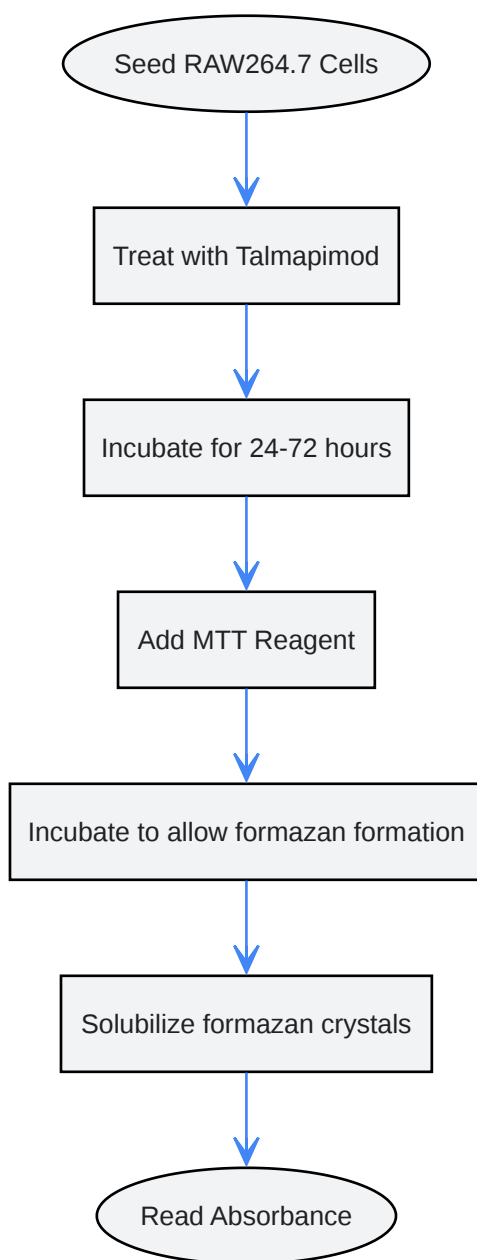 Seed RAW264.7 Cells
Treat with Talmapimod
Incubate for 24-72 hours
Add MTT Reagent
Incubate to allow formazan formation
Solubilize formazan crystals
Read Absorbance